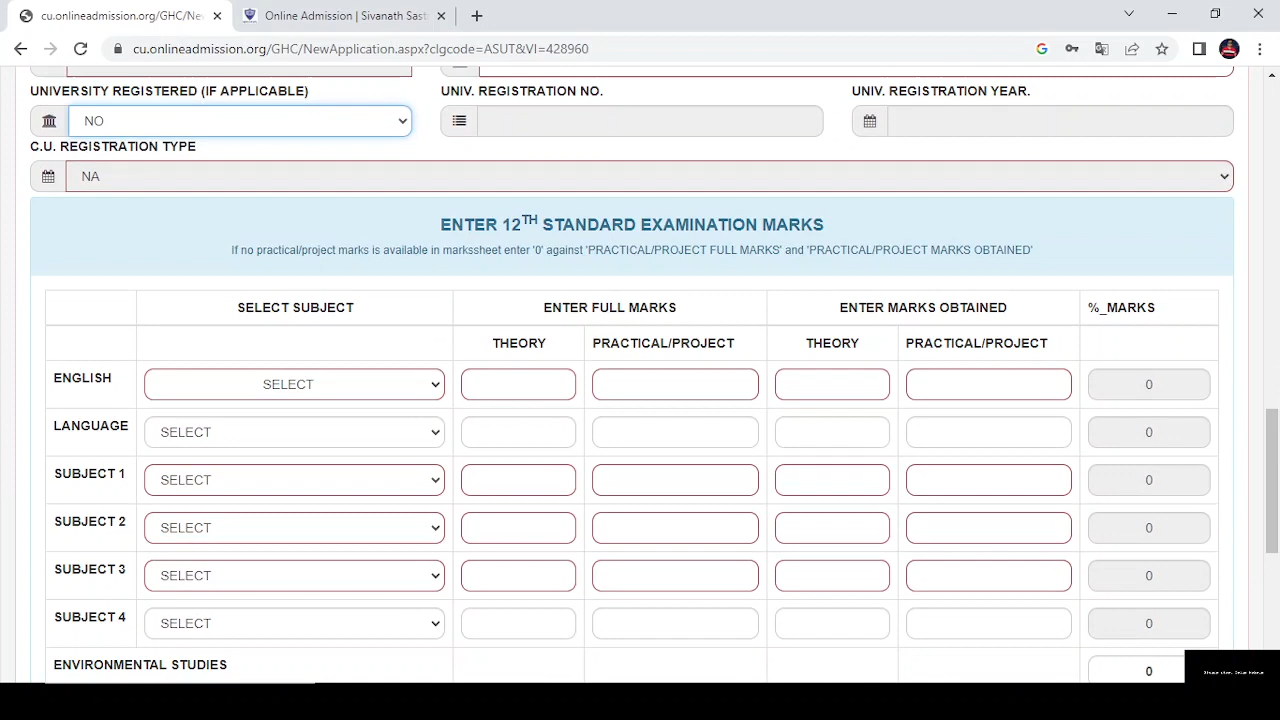 cu.onlineadmission.org/GHC/Ne
Online Admission | Sivanath Sast
cu.onlineadmission.org/GHC/NewApplication.aspx?clgcode=ASUT&VI=428960
UNIVERSITY REGISTERED (IF APPLICABLE) UNIV. REGISTRATION NO. UNIV. REGISTRATION YEAR.
NO
C.U. REGISTRATION TYPE
NA
ENTER 12TH STANDARD EXAMINATION MARKS
If no practical/project marks is available in markssheet enter '0' against 'PRACTICAL/PROJECT FULL MARKS' and 'PRACTICAL/PROJECT MARKS OBTAINED'
SELECT SUBJECT ENTER FULL MARKS ENTER MARKS OBTAINED %_MARKS
THEORY PRACTICAL/PROJECT THEORY PRACTICAL/PROJECT
ENGLISH SELECT 0
LANGUAGE SELECT 0
SUBJECT 1 SELECT 0
SUBJECT 2 SELECT 0
SUBJECT 3 SELECT 0
SUBJECT 4 SELECT 0
ENVIRONMENTAL STUDIES 0